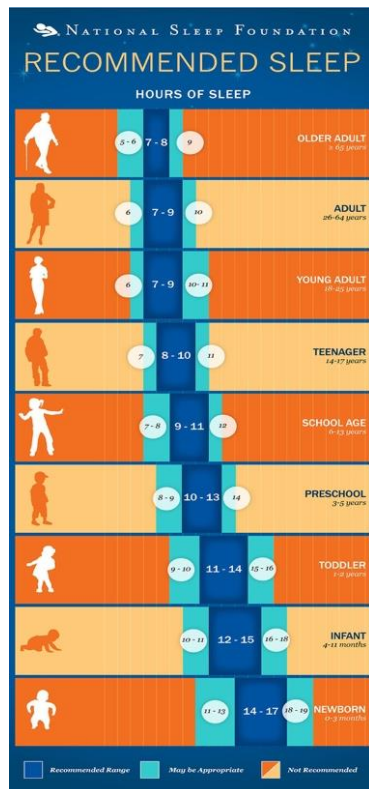 NATIONAL SLEEP FOUNDATION
RECOMMENDED SLEEP
HOURS OF SLEEP
5 - 6 7 - 8 9 OLDER ADULT
≥ 65 years
6 7 - 9 10 ADULT
26-64 years
6 7 - 9 10- 11 YOUNG ADULT
18-25 years
7 8 - 10 11 TEENAGER
14-17 years
7 - 8 9 - 11 12 SCHOOL AGE
6-13 years
8 - 9 10 - 13 14 PRESCHOOL
3-5 years
9 - 10 11 - 14 15 - 16 TODDLER
1-2 years
10 - 11 12 - 15 16 - 18 INFANT
4-11 months
11 - 13 14 - 17 18 - 19 NEWBORN
0-3 months
Recommended Range May be Appropriate Not Recommended